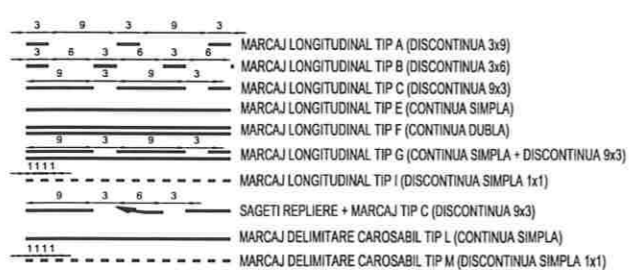 3 9 3 9 3
MARCAJ LONGITUDINAL TIP A (DISCONTINUA 3x9)
3 6 3 6 3 6
MARCAJ LONGITUDINAL TIP B (DISCONTINUA 3x6)
9 3 9 3
MARCAJ LONGITUDINAL TIP C (DISCONTINUA 9x3)
MARCAJ LONGITUDINAL TIP E (CONTINUA SIMPLA)
MARCAJ LONGITUDINAL TIP F (CONTINUA DUBLA)
9 3 9 3
MARCAJ LONGITUDINAL TIP G (CONTINUA SIMPLA + DISCONTINUA 9x3)
1111
MARCAJ LONGITUDINAL TIP I (DISCONTINUA SIMPLA 1x1)
9 3 6 3
SAGETI REPLIERE + MARCAJ TIP C (DISCONTINUA 9x3)
MARCAJ DELIMITARE CAROSABIL TIP L (CONTINUA SIMPLA)
1111
MARCAJ DELIMITARE CAROSABIL TIP M (DISCONTINUA SIMPLA 1x1)